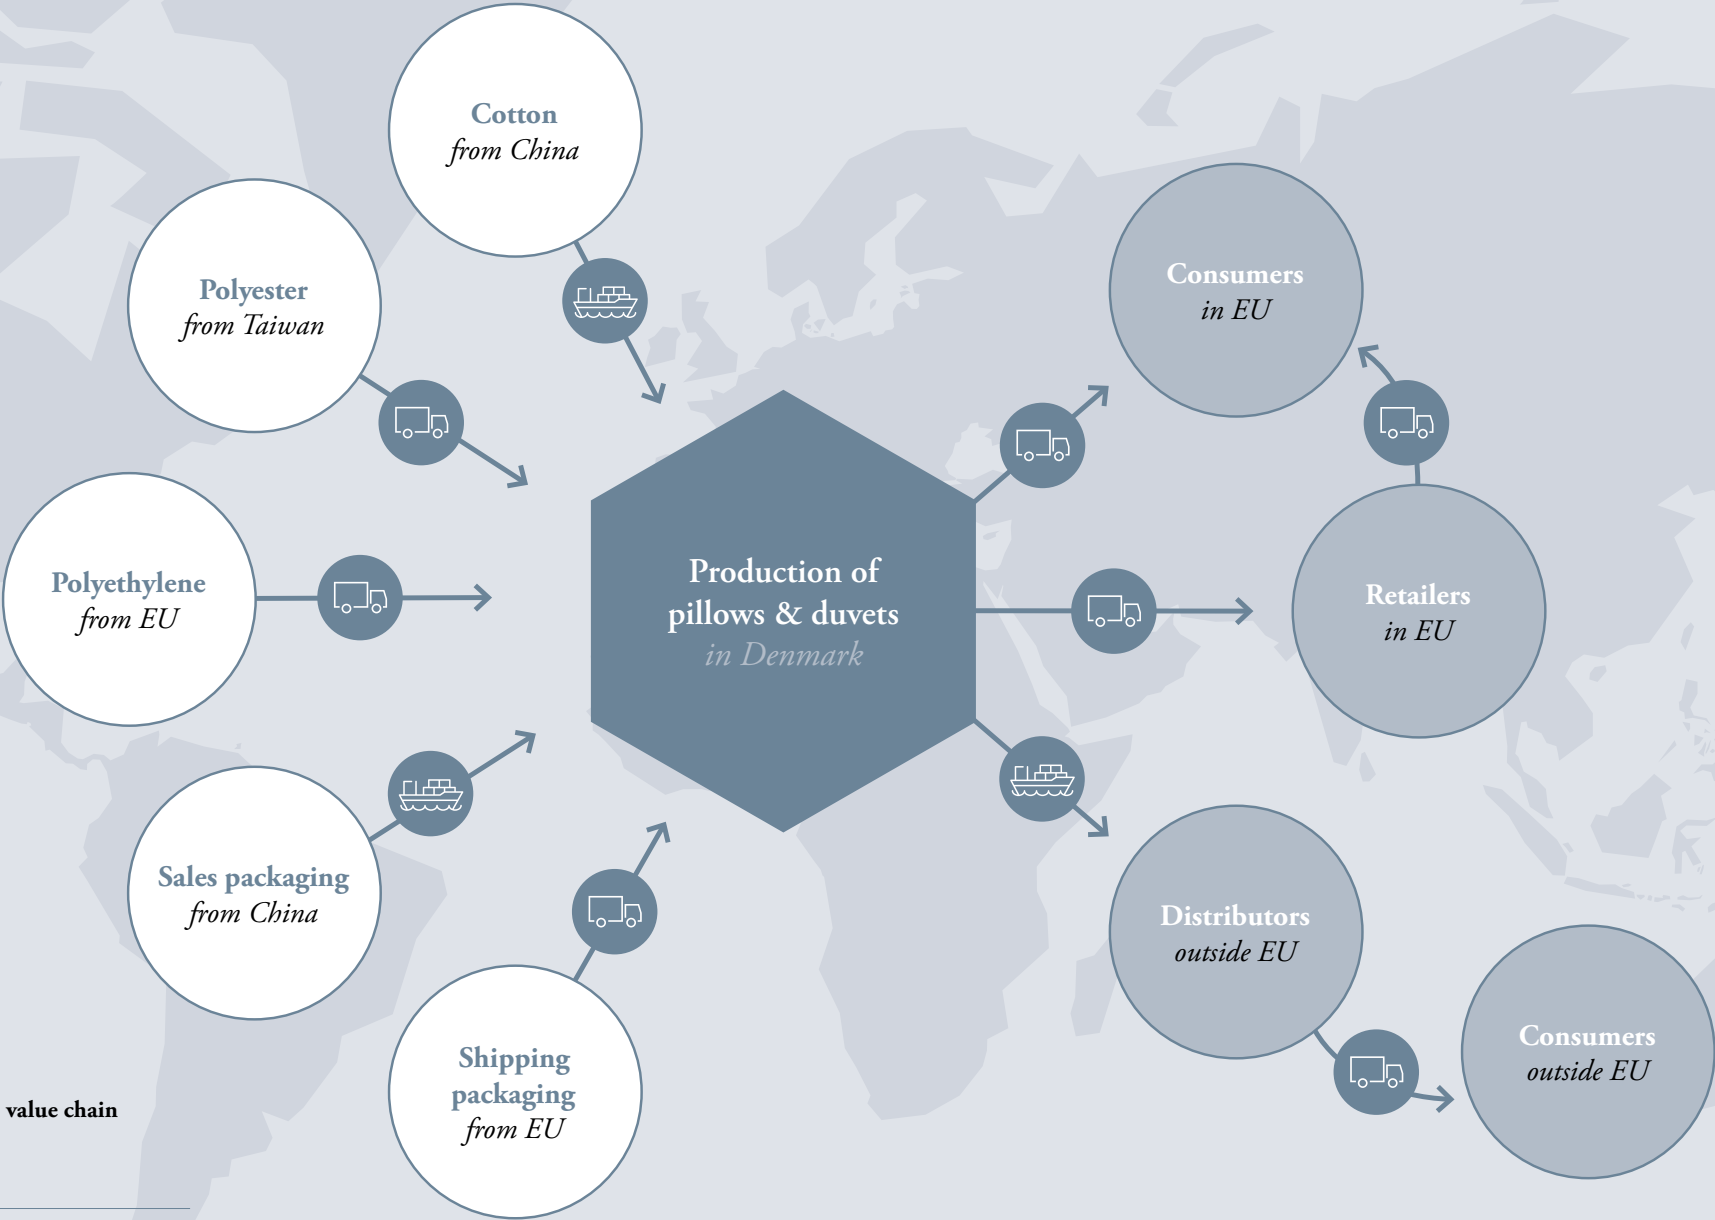 Cotton
from China
Polyester
from Taiwan
Polyethylene
from EU
Sales packaging
from China
Shipping
packaging
from EU
Production of
pillows & duvets
in Denmark
Consumers
in EU
Retailers
in EU
Distributors
outside EU
Consumers
outside EU
value chain